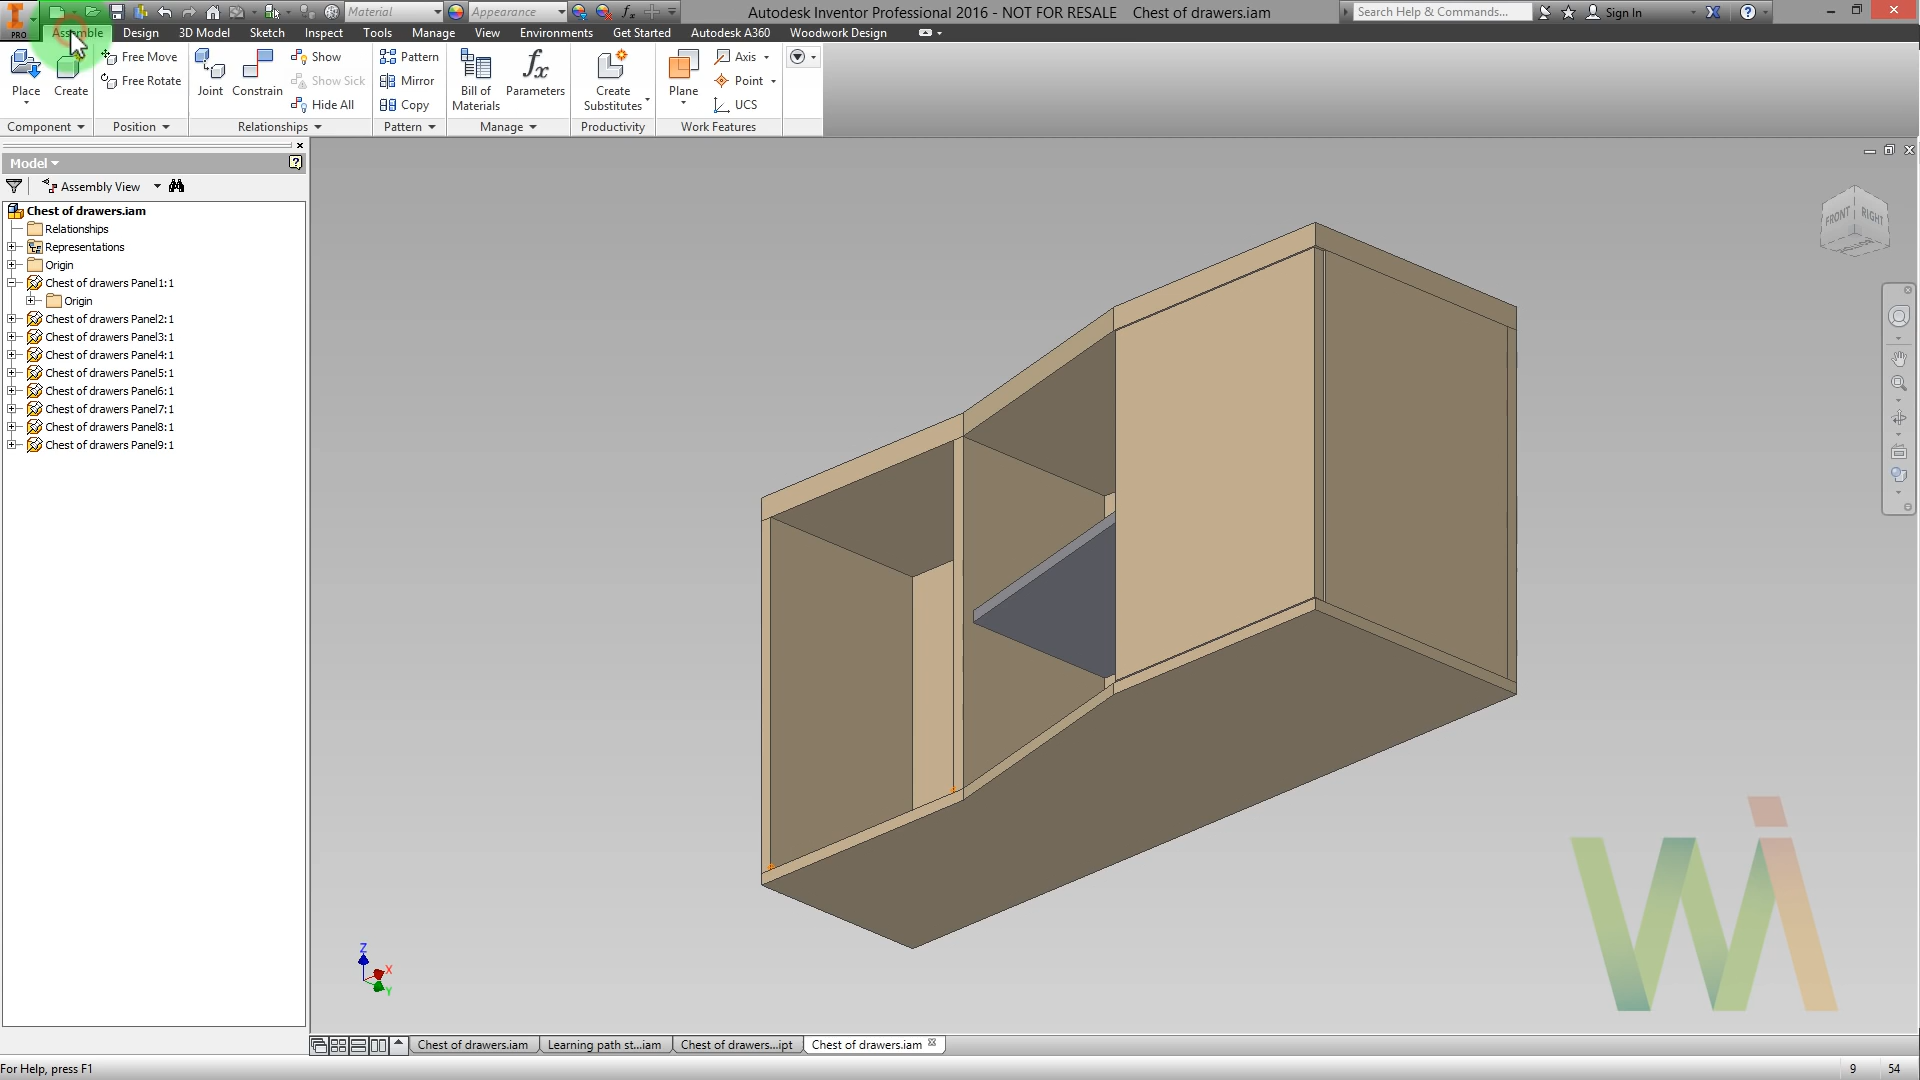 Material
Appearance
Autodesk Inventor Professional 2016 - NOT FOR RESALE Chest of drawers.iam
Search Help & Commands...
Sign In
PRO
Assemble
Design
3D Model
Sketch
Inspect
Tools
Manage
View
Environments
Get Started
Autodesk A360
Woodwork Design
Place
Create
Free Move
Free Rotate
Joint
Constrain
Show
Show Sick
Hide All
Pattern
Mirror
Copy
Bill of
Materials
fx
Parameters
Create
Substitutes
Plane
Axis
Point
UCS
Component
Position
Relationships
Pattern
Manage
Productivity
Work Features
Model
Assembly View
Chest of drawers.iam
Relationships
Representations
Origin
Chest of drawers Panel1:1
Origin
Chest of drawers Panel2:1
Chest of drawers Panel3:1
Chest of drawers Panel4:1
Chest of drawers Panel5:1
Chest of drawers Panel6:1
Chest of drawers Panel7:1
Chest of drawers Panel8:1
Chest of drawers Panel9:1
FRONT
RIGHT
Z
X
Y
Chest of drawers.iam
Learning path st...iam
Chest of drawers...ipt
Chest of drawers.iam
For Help, press F1
9
54